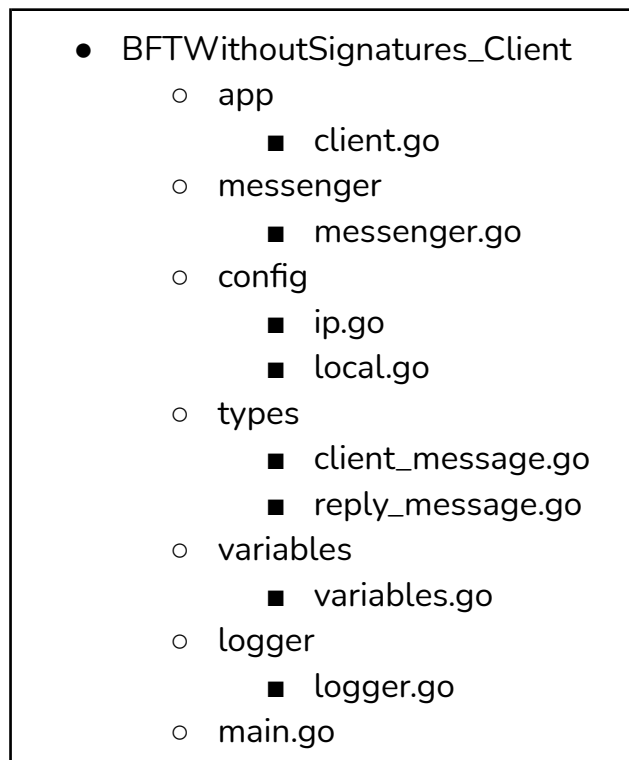 ● BFTWithoutSignatures_Client
○ app
■ client.go
○ messenger
■ messenger.go
○ config
■ ip.go
■ local.go
○ types
■ client_message.go
■ reply_message.go
○ variables
■ variables.go
○ logger
■ logger.go
○ main.go